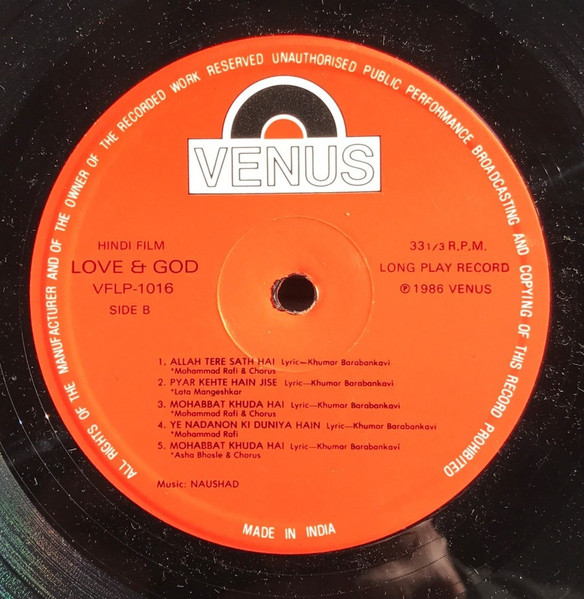 ALL RIGHTS OF THE MANUFACTURER AND OF THE OWNER OF THE RECORDED WORK RESERVED UNAUTHORISED PUBLIC PERFORMANCE BROADCASTING AND COPYING OF THIS RECORD PROHIBITED
VENUS
HINDI FILM
LOVE & GOD
VFLP-1016
SIDE B
33 1/3 R.P.M.
LONG PLAY RECORD
℗ 1986 VENUS
1. ALLAH TERE SATH HAI Lyric—Khumar Barabankavi
*Mohammad Rafi & Chorus
2. PYAR KEHTE HAIN JISE Lyric—Khumar Barabankavi
*Lata Mangeshkar
3. MOHABBAT KHUDA HAI Lyric—Khumar Barabankavi
*Mohammad Rafi & Chorus
4. YE NADANON KI DUNIYA HAIN Lyric—Khumar Barabankavi
*Mohammad Rafi
5. MOHABBAT KHUDA HAI Lyric—Khumar Barabankavi
*Asha Bhosle & Chorus
Music: NAUSHAD
MADE IN INDIA